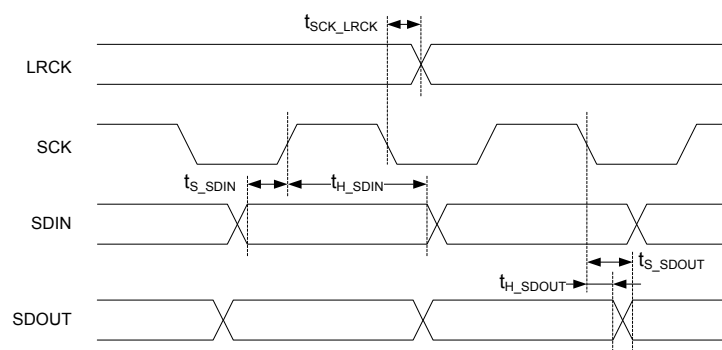 tSCK_LRCK
LRCK
SCK
tS_SDIN tH_SDIN
SDIN
tS_SDOUT
tH_SDOUT
SDOUT